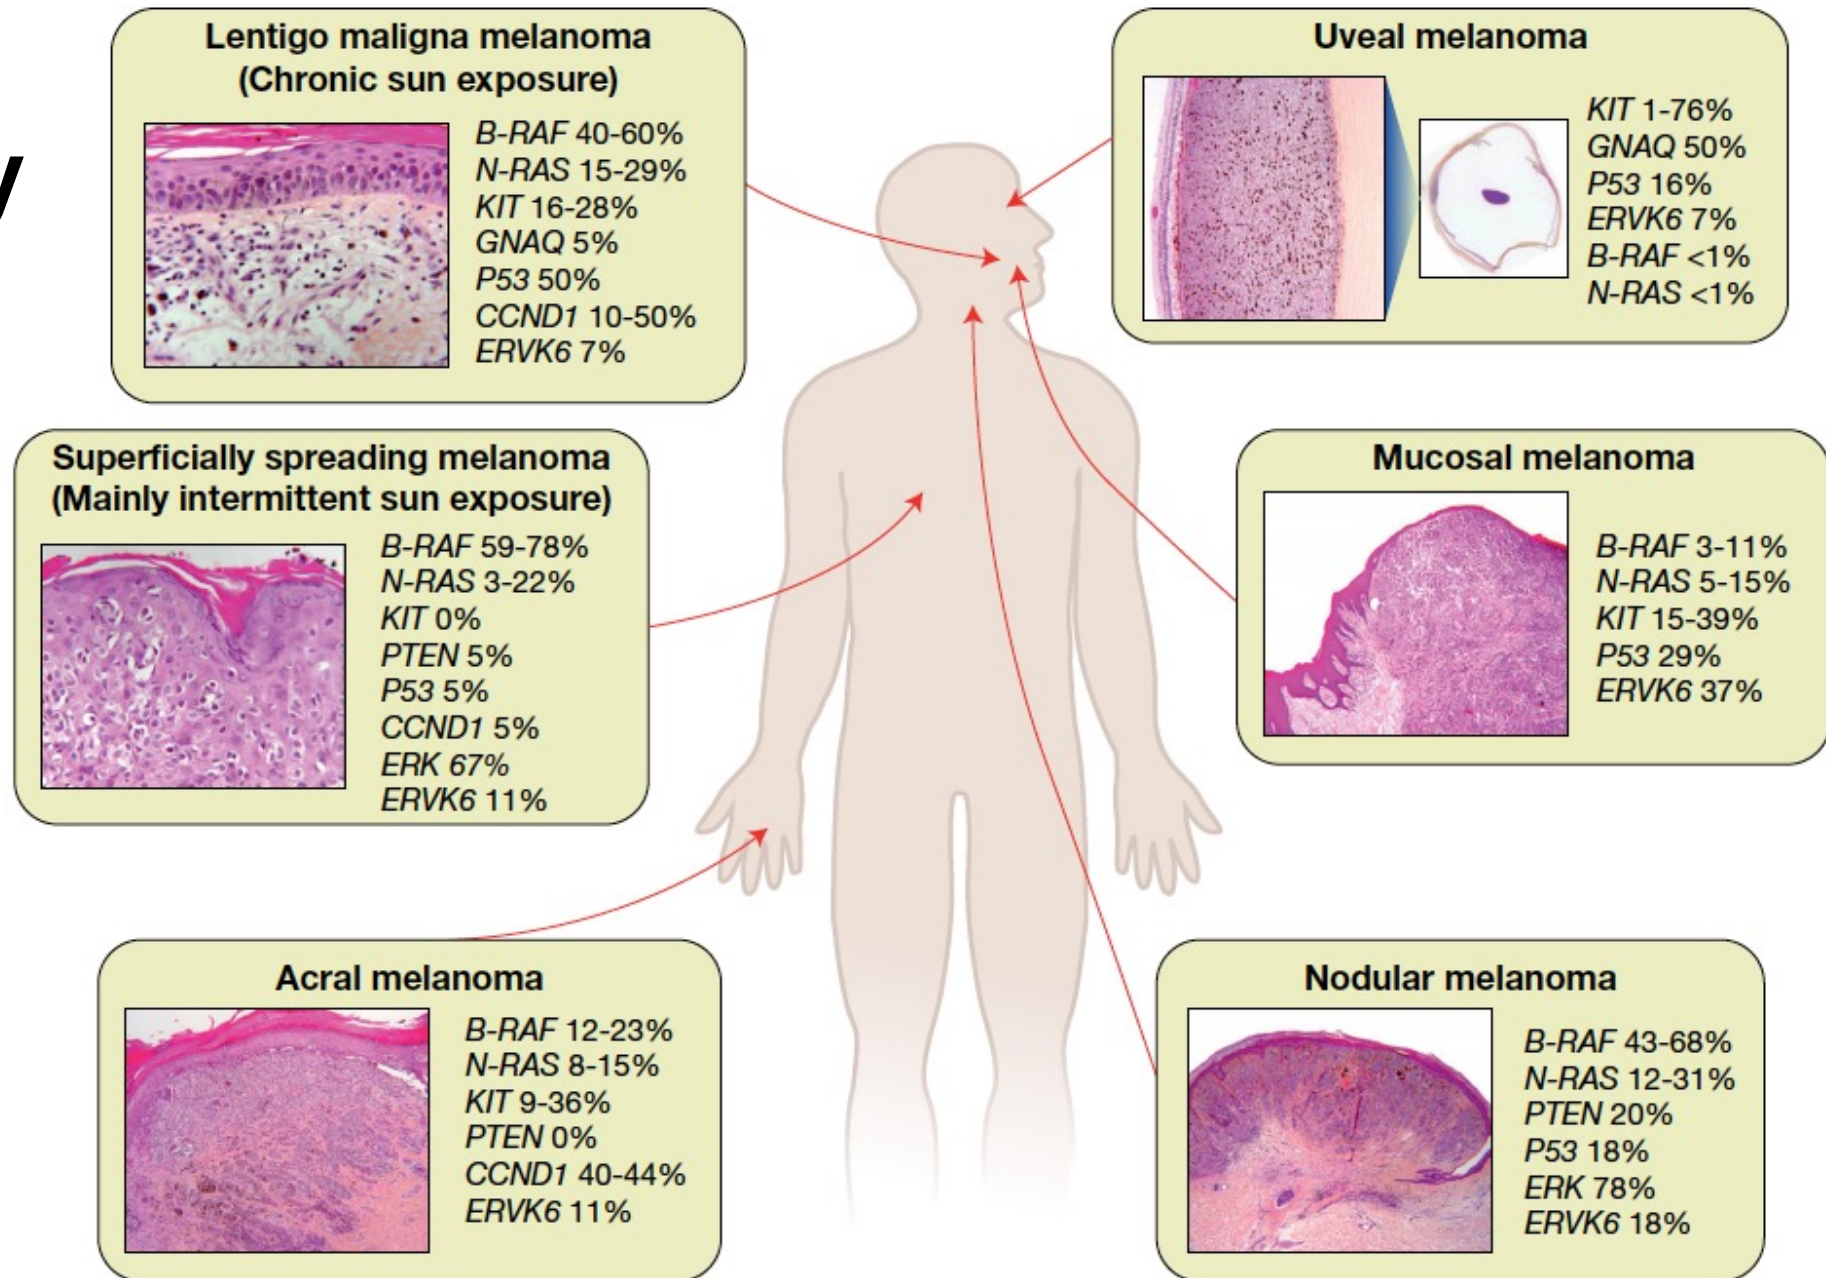 y
Lentigo maligna melanoma
(Chronic sun exposure)
B-RAF 40-60%
N-RAS 15-29%
KIT 16-28%
GNAQ 5%
P53 50%
CCND1 10-50%
ERVK6 7%
Uveal melanoma
KIT 1-76%
GNAQ 50%
P53 16%
ERVK6 7%
B-RAF <1%
N-RAS <1%
Superficially spreading melanoma
(Mainly intermittent sun exposure)
B-RAF 59-78%
N-RAS 3-22%
KIT 0%
PTEN 5%
P53 5%
CCND1 5%
ERK 67%
ERVK6 11%
Mucosal melanoma
B-RAF 3-11%
N-RAS 5-15%
KIT 15-39%
P53 29%
ERVK6 37%
Acral melanoma
B-RAF 12-23%
N-RAS 8-15%
KIT 9-36%
PTEN 0%
CCND1 40-44%
ERVK6 11%
Nodular melanoma
B-RAF 43-68%
N-RAS 12-31%
PTEN 20%
P53 18%
ERK 78%
ERVK6 18%